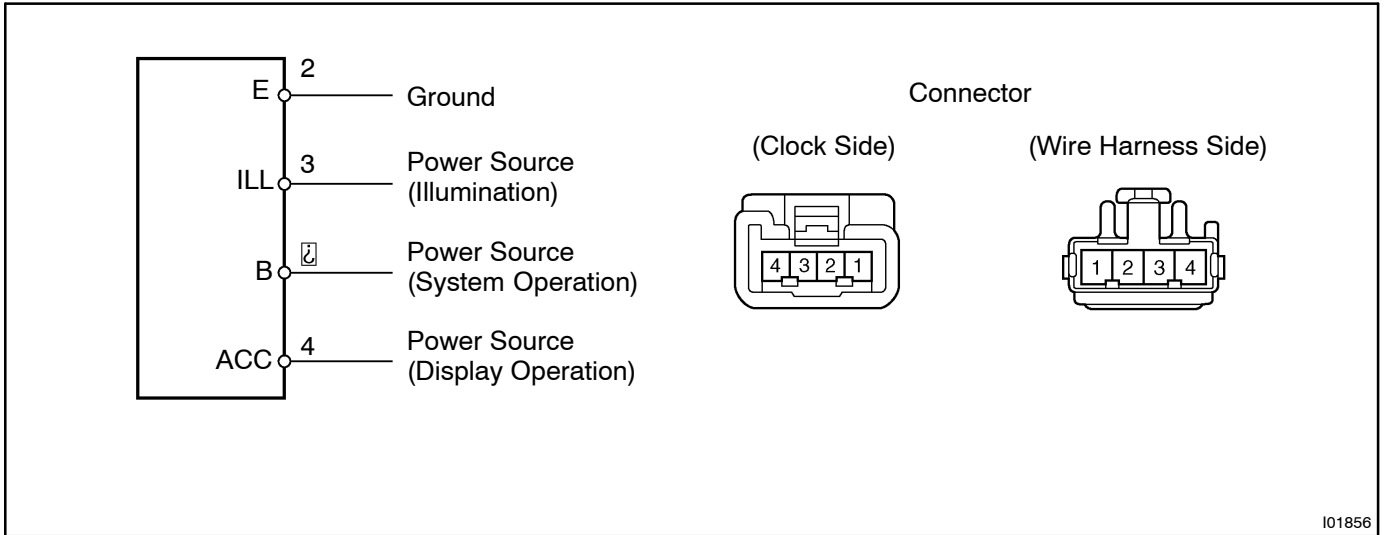 2
E
Ground
3
ILL
Power Source
(Illumination)
¿
B
Power Source
(System Operation)
4
ACC
Power Source
(Display Operation)
Connector
(Clock Side)
(Wire Harness Side)
4 3 2 1
1 2 3 4
I01856